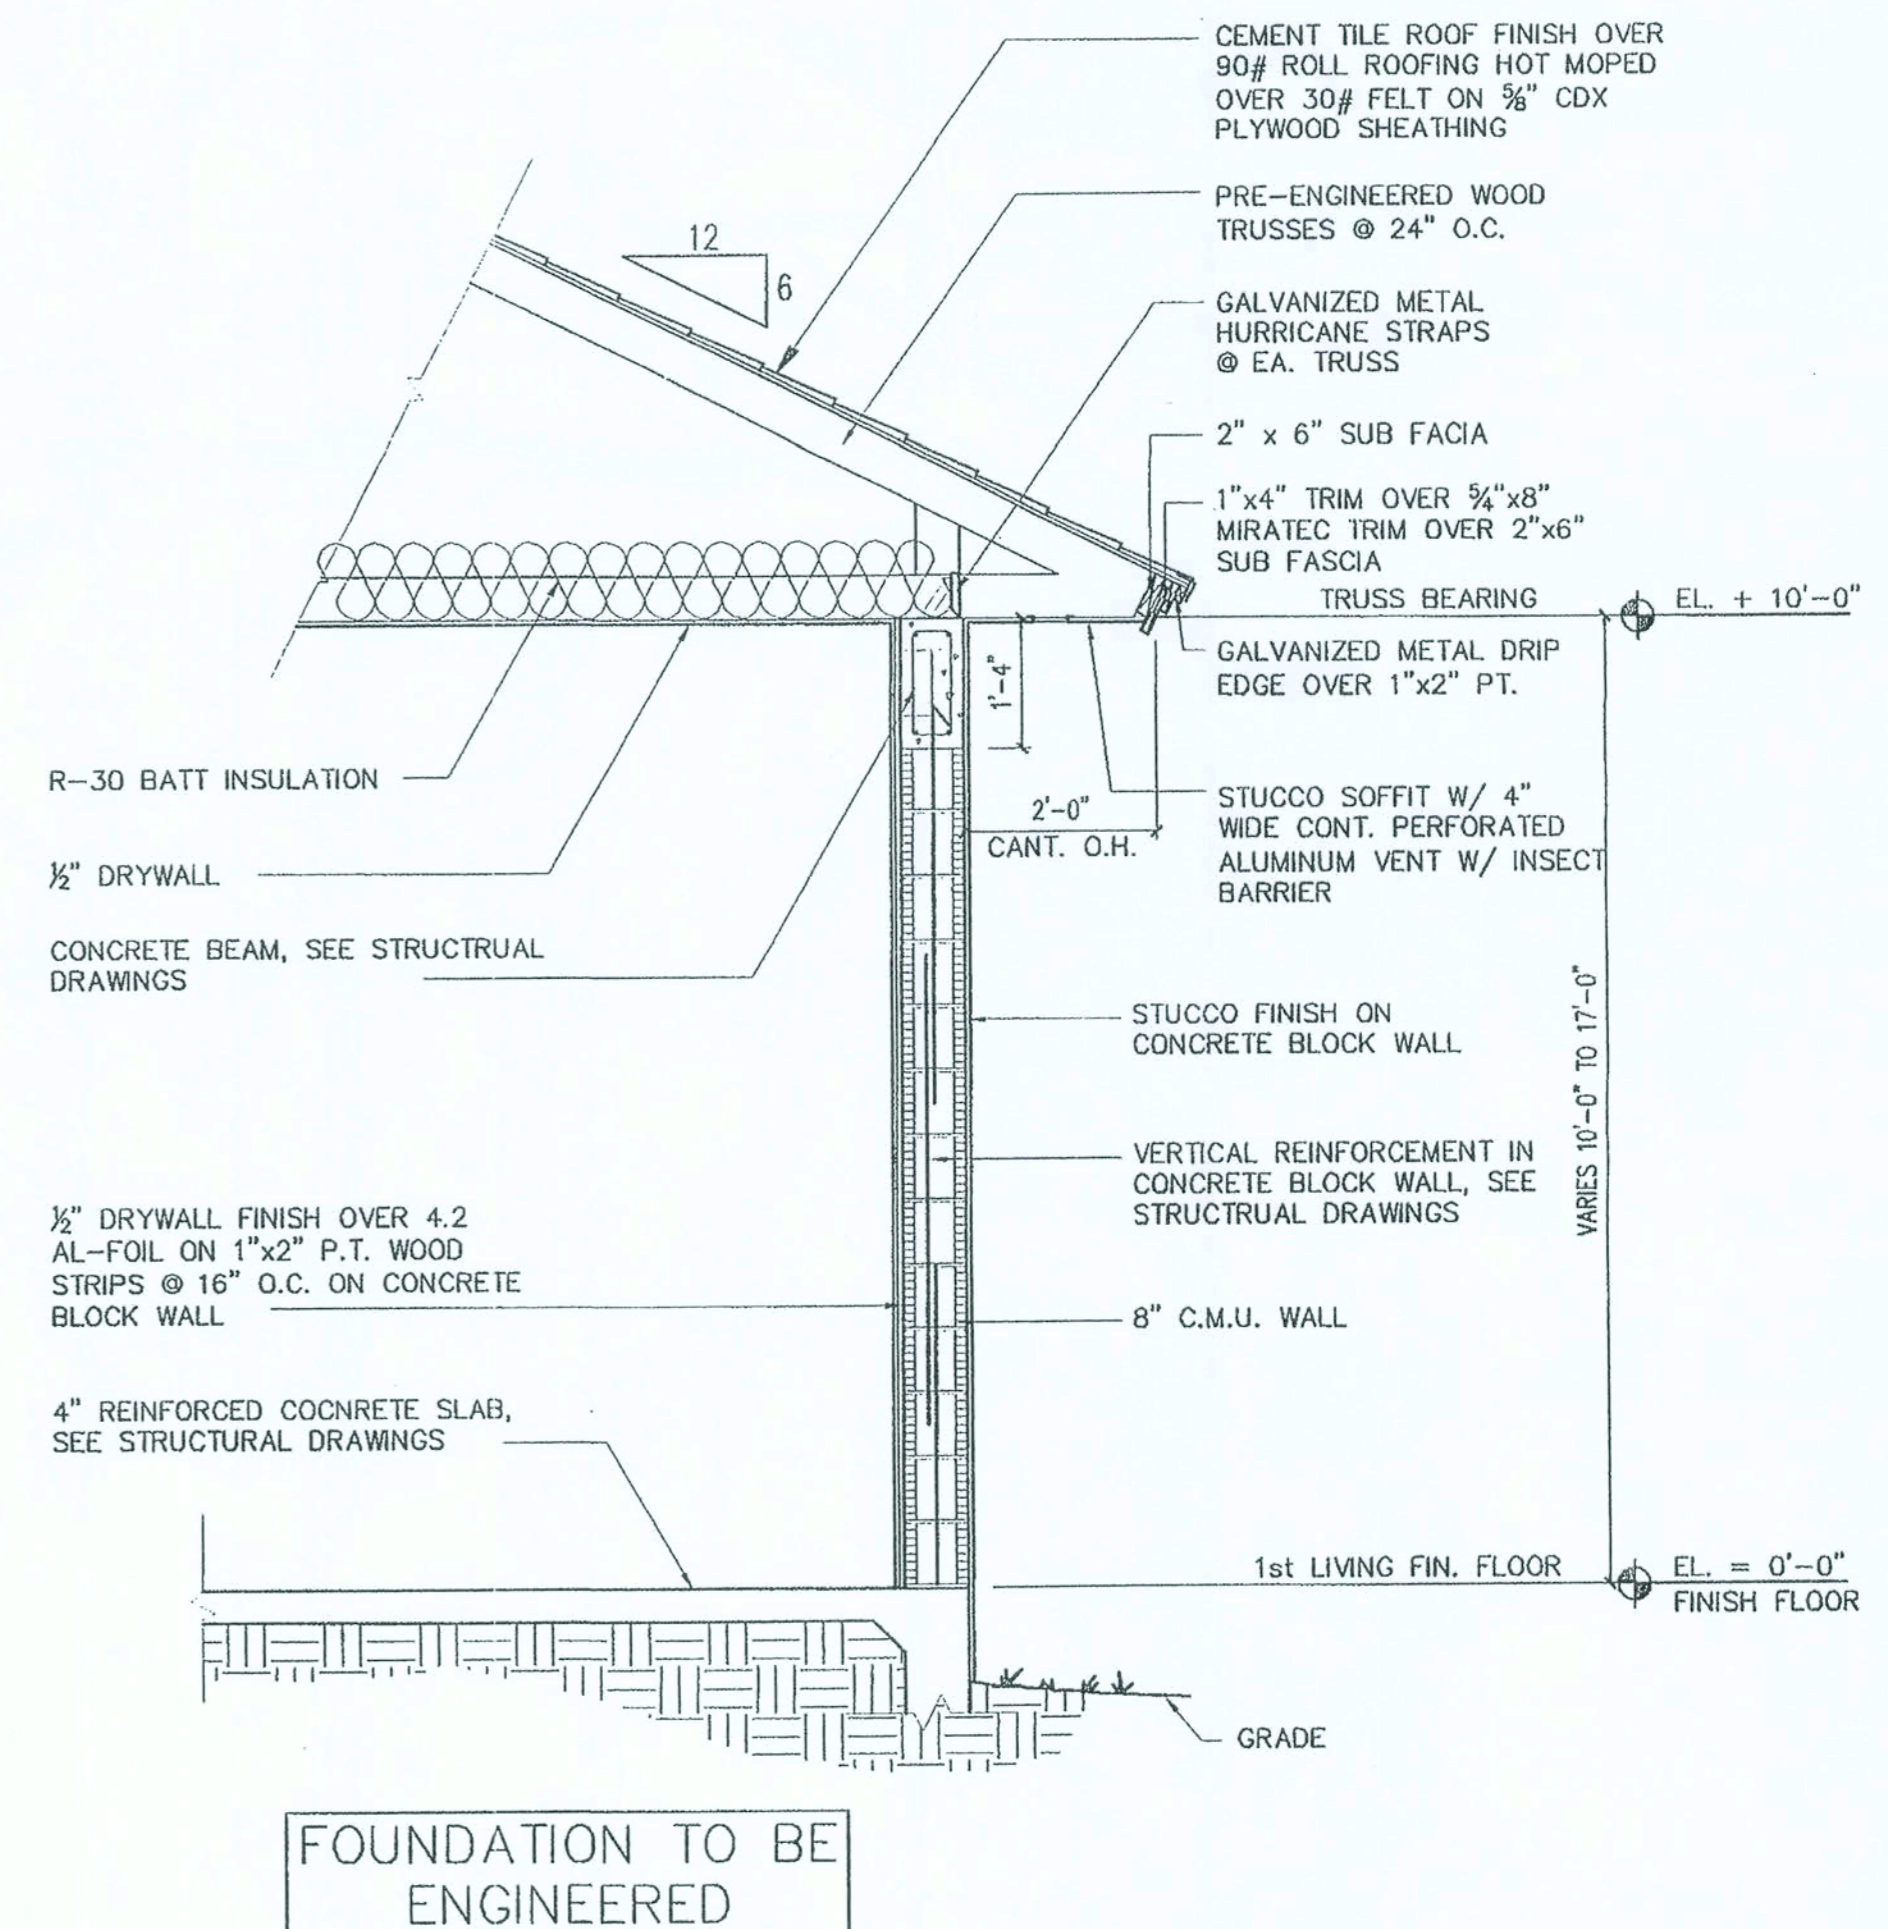 CEMENT TILE ROOF FINISH OVER
90# ROLL ROOFING HOT MOPED
OVER 30# FELT ON ⅝" CDX
PLYWOOD SHEATHING
PRE-ENGINEERED WOOD
TRUSSES @ 24" O.C.
12
6
GALVANIZED METAL
HURRICANE STRAPS
@ EA. TRUSS
2" x 6" SUB FACIA
1"x4" TRIM OVER 5/4"x8"
MIRATEC TRIM OVER 2"x6"
SUB FASCIA
TRUSS BEARING
EL. + 10'-0"
GALVANIZED METAL DRIP
EDGE OVER 1"x2" PT.
1'-4"
R-30 BATT INSULATION
STUCCO SOFFIT W/ 4"
WIDE CONT. PERFORATED
ALUMINUM VENT W/ INSECT
BARRIER
2'-0"
CANT. O.H.
½" DRYWALL
CONCRETE BEAM, SEE STRUCTRUAL
DRAWINGS
STUCCO FINISH ON
CONCRETE BLOCK WALL
VARIES 10'-0" TO 17'-0"
VERTICAL REINFORCEMENT IN
CONCRETE BLOCK WALL, SEE
STRUCTRUAL DRAWINGS
½" DRYWALL FINISH OVER 4.2
AL-FOIL ON 1"x2" P.T. WOOD
STRIPS @ 16" O.C. ON CONCRETE
BLOCK WALL
8" C.M.U. WALL
4" REINFORCED COCNRETE SLAB,
SEE STRUCTURAL DRAWINGS
1st LIVING FIN. FLOOR
EL. = 0'-0"
FINISH FLOOR
GRADE
FOUNDATION TO BE
ENGINEERED